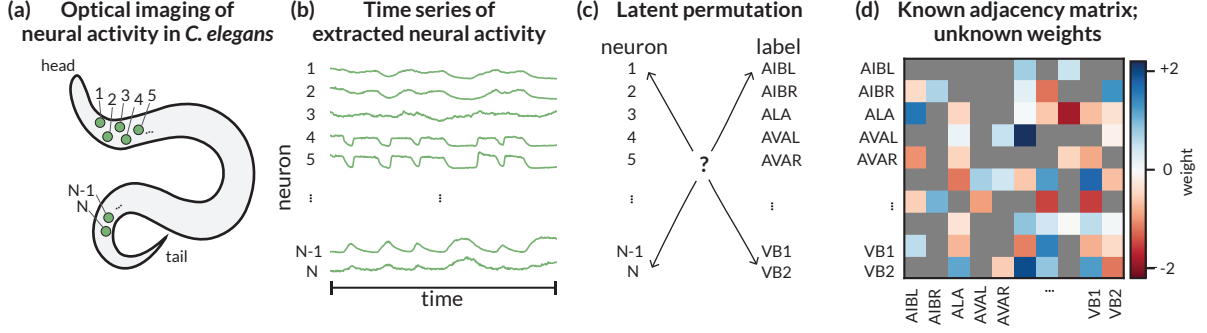 (a) Optical imaging of
neural activity in C. elegans
head
1 2 3 4 5 ...
N-1
N
...
tail
(b) Time series of
extracted neural activity
neuron
1
2
3
4
5
... ...
N-1
N
time
(c) Latent permutation
neuron label
1 AIBL
2 AIBR
3 ALA
4 AVAL
5 AVAR
?
... ...
N-1 VB1
N VB2
(d) Known adjacency matrix;
unknown weights
AIBL
AIBR
ALA
AVAL
AVAR
...
VB1
VB2
AIBL AIBR ALA AVAL AVAR ... VB1 VB2
+2
0
-2
weight